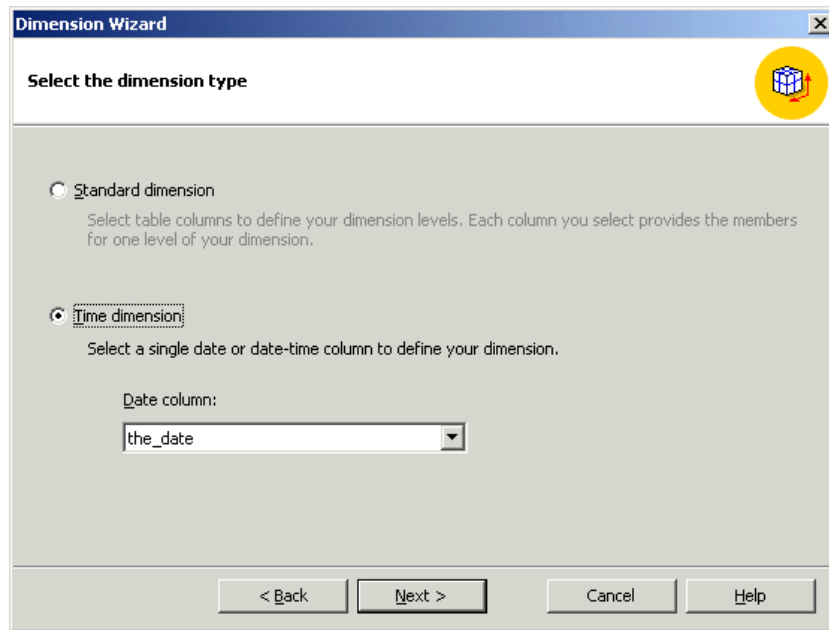 Dimension Wizard
Select the dimension type
Standard dimension
Select table columns to define your dimension levels. Each column you select provides the members
for one level of your dimension.
Time dimension
Select a single date or date-time column to define your dimension.
Date column:
the_date
< Back Next > Cancel Help